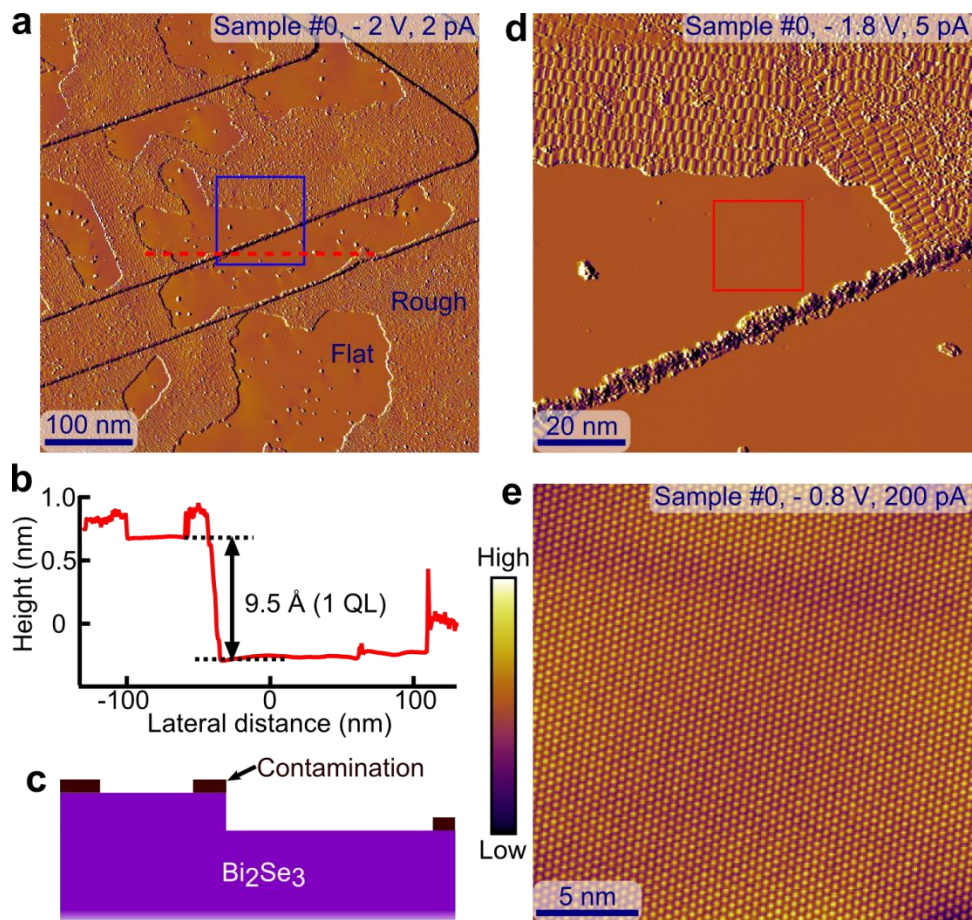 a
Sample #0, - 2 V, 2 pA
Rough
Flat
100 nm
b
1.0
0.5
0
Height (nm)
9.5 Å (1 QL)
-100
0
100
Lateral distance (nm)
c
Contamination
Bi2Se3
d
Sample #0, - 1.8 V, 5 pA
20 nm
High
Low
e
Sample #0, - 0.8 V, 200 pA
5 nm